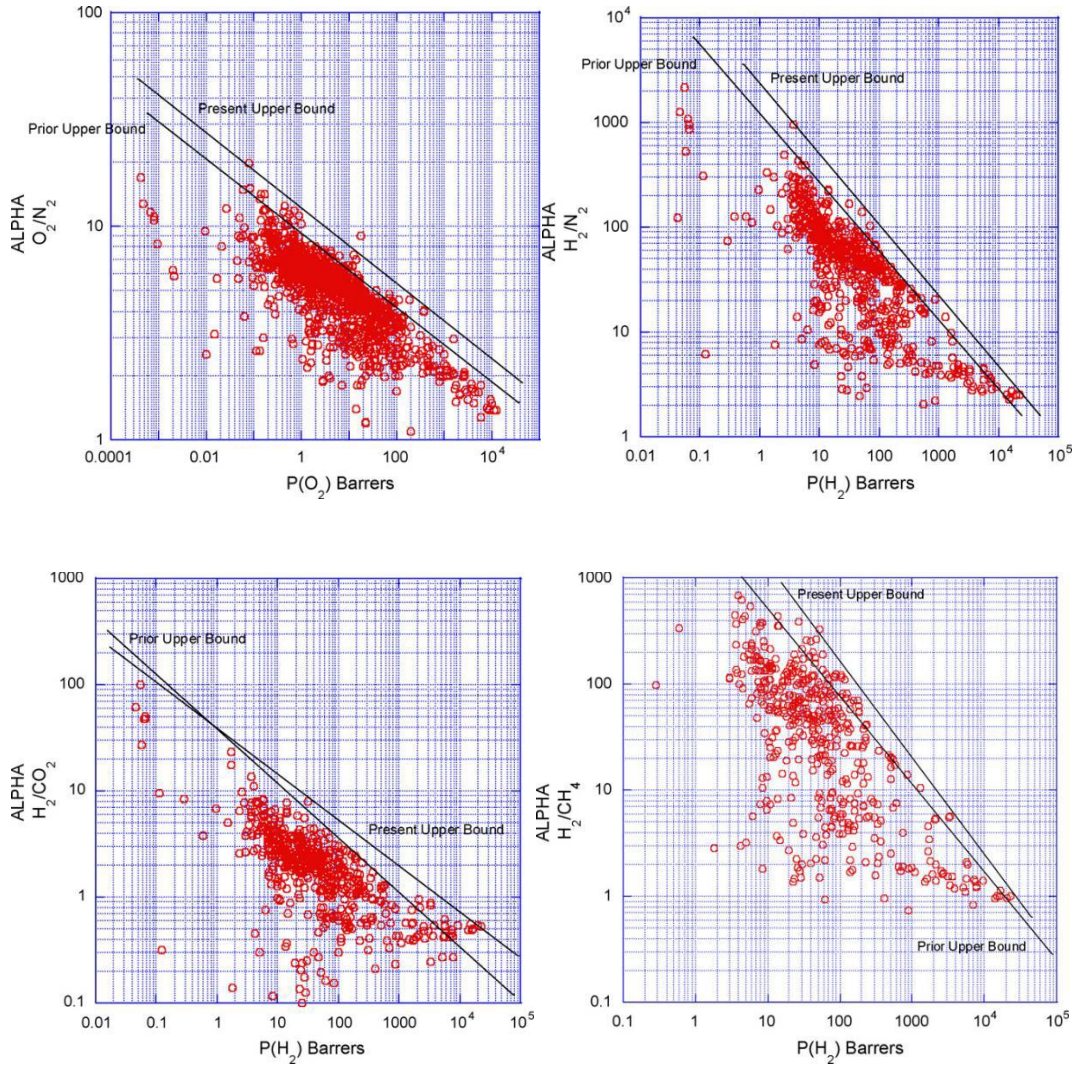 100
10
1
ALPHA
O2/N2
Present Upper Bound
Prior Upper Bound
0.0001
0.01
1
100
10^4
P(O2) Barrers
10^4
1000
100
10
1
ALPHA
H2/N2
Prior Upper Bound
Present Upper Bound
0.01
0.1
1
10
100
1000
10^4
10^5
P(H2) Barrers
1000
100
10
1
0.1
ALPHA
H2/CO2
Prior Upper Bound
Present Upper Bound
0.01
0.1
1
10
100
1000
10^4
10^5
P(H2) Barrers
1000
100
10
1
0.1
ALPHA
H2/CH4
Present Upper Bound
Prior Upper Bound
0.1
1
10
100
1000
10^4
10^5
P(H2) Barrers